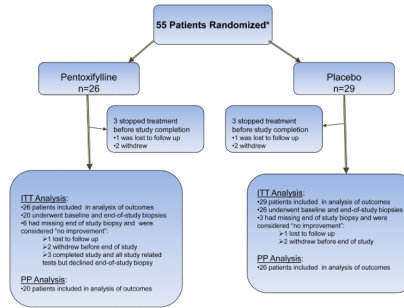 55 Patients Randomized*
Pentoxifylline
n=26
Placebo
n=29
3 stopped treatment
before study completion
•1 was lost to follow up
•2 withdrew
3 stopped treatment
before study completion
•1 was lost to follow up
•2 withdrew
ITT Analysis:
•26 patients included in analysis of outcomes
•20 underwent baseline and end-of-study biopsies
•6 had missing end of study biopsy and were
considered “no improvement”:
➢1 lost to follow up
➢2 withdrew before end of study
➢3 completed study and all study related
tests but declined end-of-study biopsy
PP Analysis:
•20 patients included in analysis of outcomes
ITT Analysis:
•29 patients included in analysis of outcomes
•26 underwent baseline and end-of-study biopsies
•3 had missing end of study biopsy and were
considered “no improvement”:
➢1 lost to follow up
➢2 withdrew before end of study
PP Analysis:
•26 patients included in analysis of outcomes